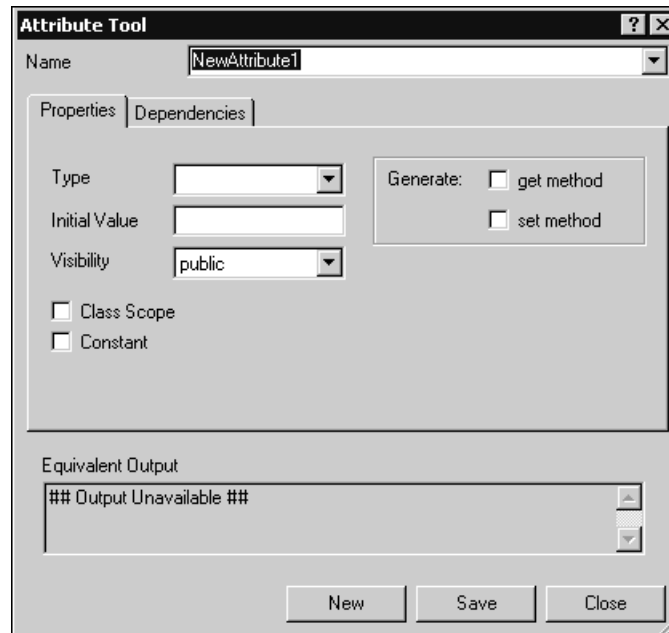 Attribute Tool
Name NewAttribute1
Properties Dependencies
Type Generate: get method
Initial Value set method
Visibility public
Class Scope
Constant
Equivalent Output
## Output Unavailable ##
New Save Close